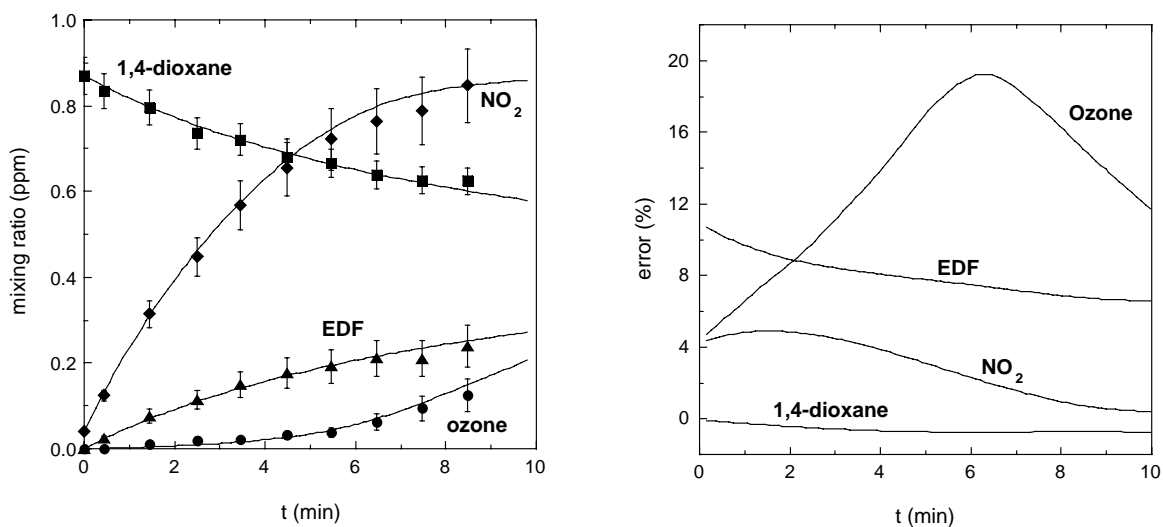 1.0
0.8
0.6
0.4
0.2
0.0
mixing ratio (ppm)
1,4-dioxane
NO2
EDF
ozone
0 2 4 6 8 10
t (min)
20
16
12
8
4
0
error (%)
Ozone
EDF
NO2
1,4-dioxane
0 2 4 6 8 10
t (min)